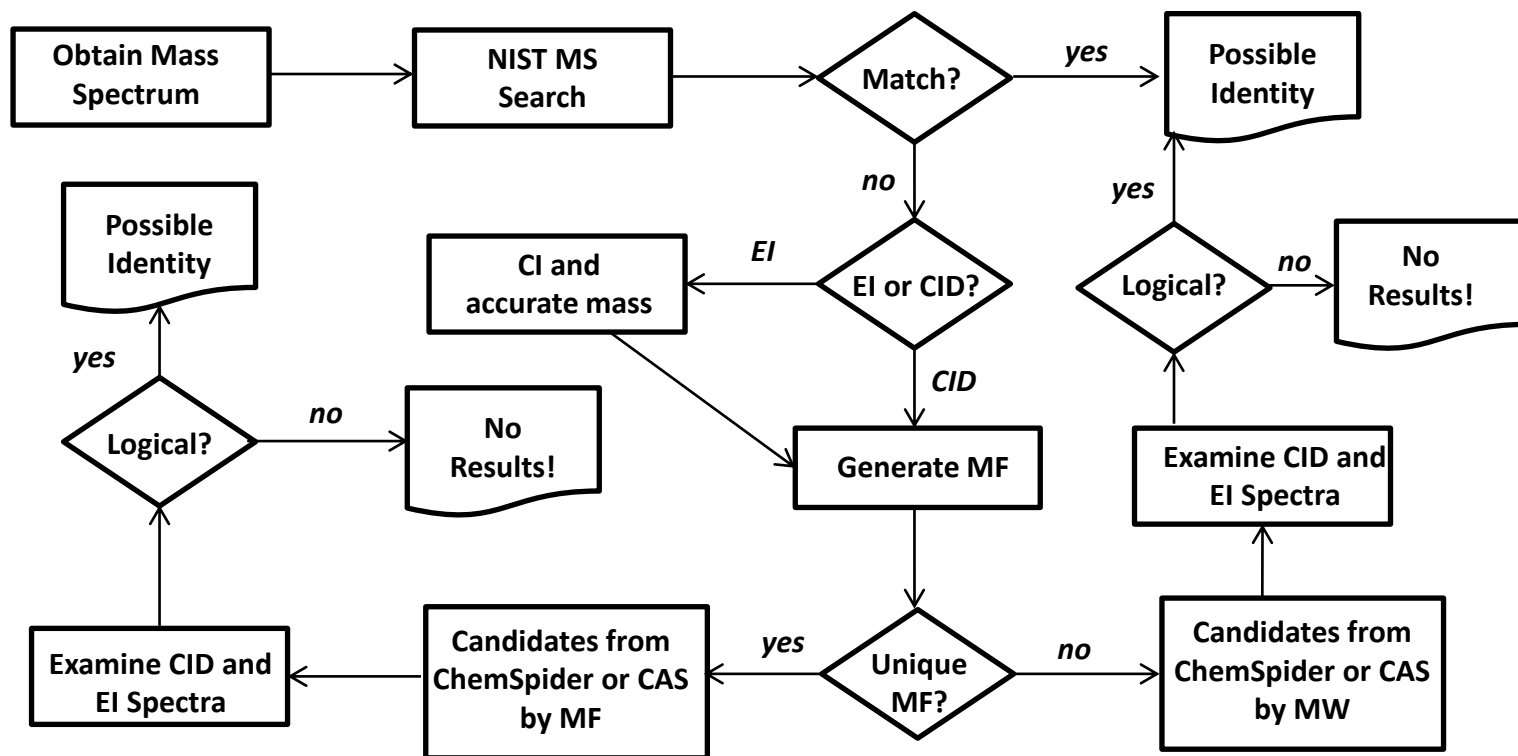 Obtain Mass
Spectrum
NIST MS
Search
Match?
yes
Possible
Identity
no
Possible
Identity
CI and
accurate mass
EI
EI or CID?
yes
Logical?
no
No
Results!
yes
CID
Logical?
no
No
Results!
Generate MF
Examine CID and
EI Spectra
Examine CID and
EI Spectra
Candidates from
ChemSpider or CAS
by MF
yes
Unique
MF?
no
Candidates from
ChemSpider or CAS
by MW